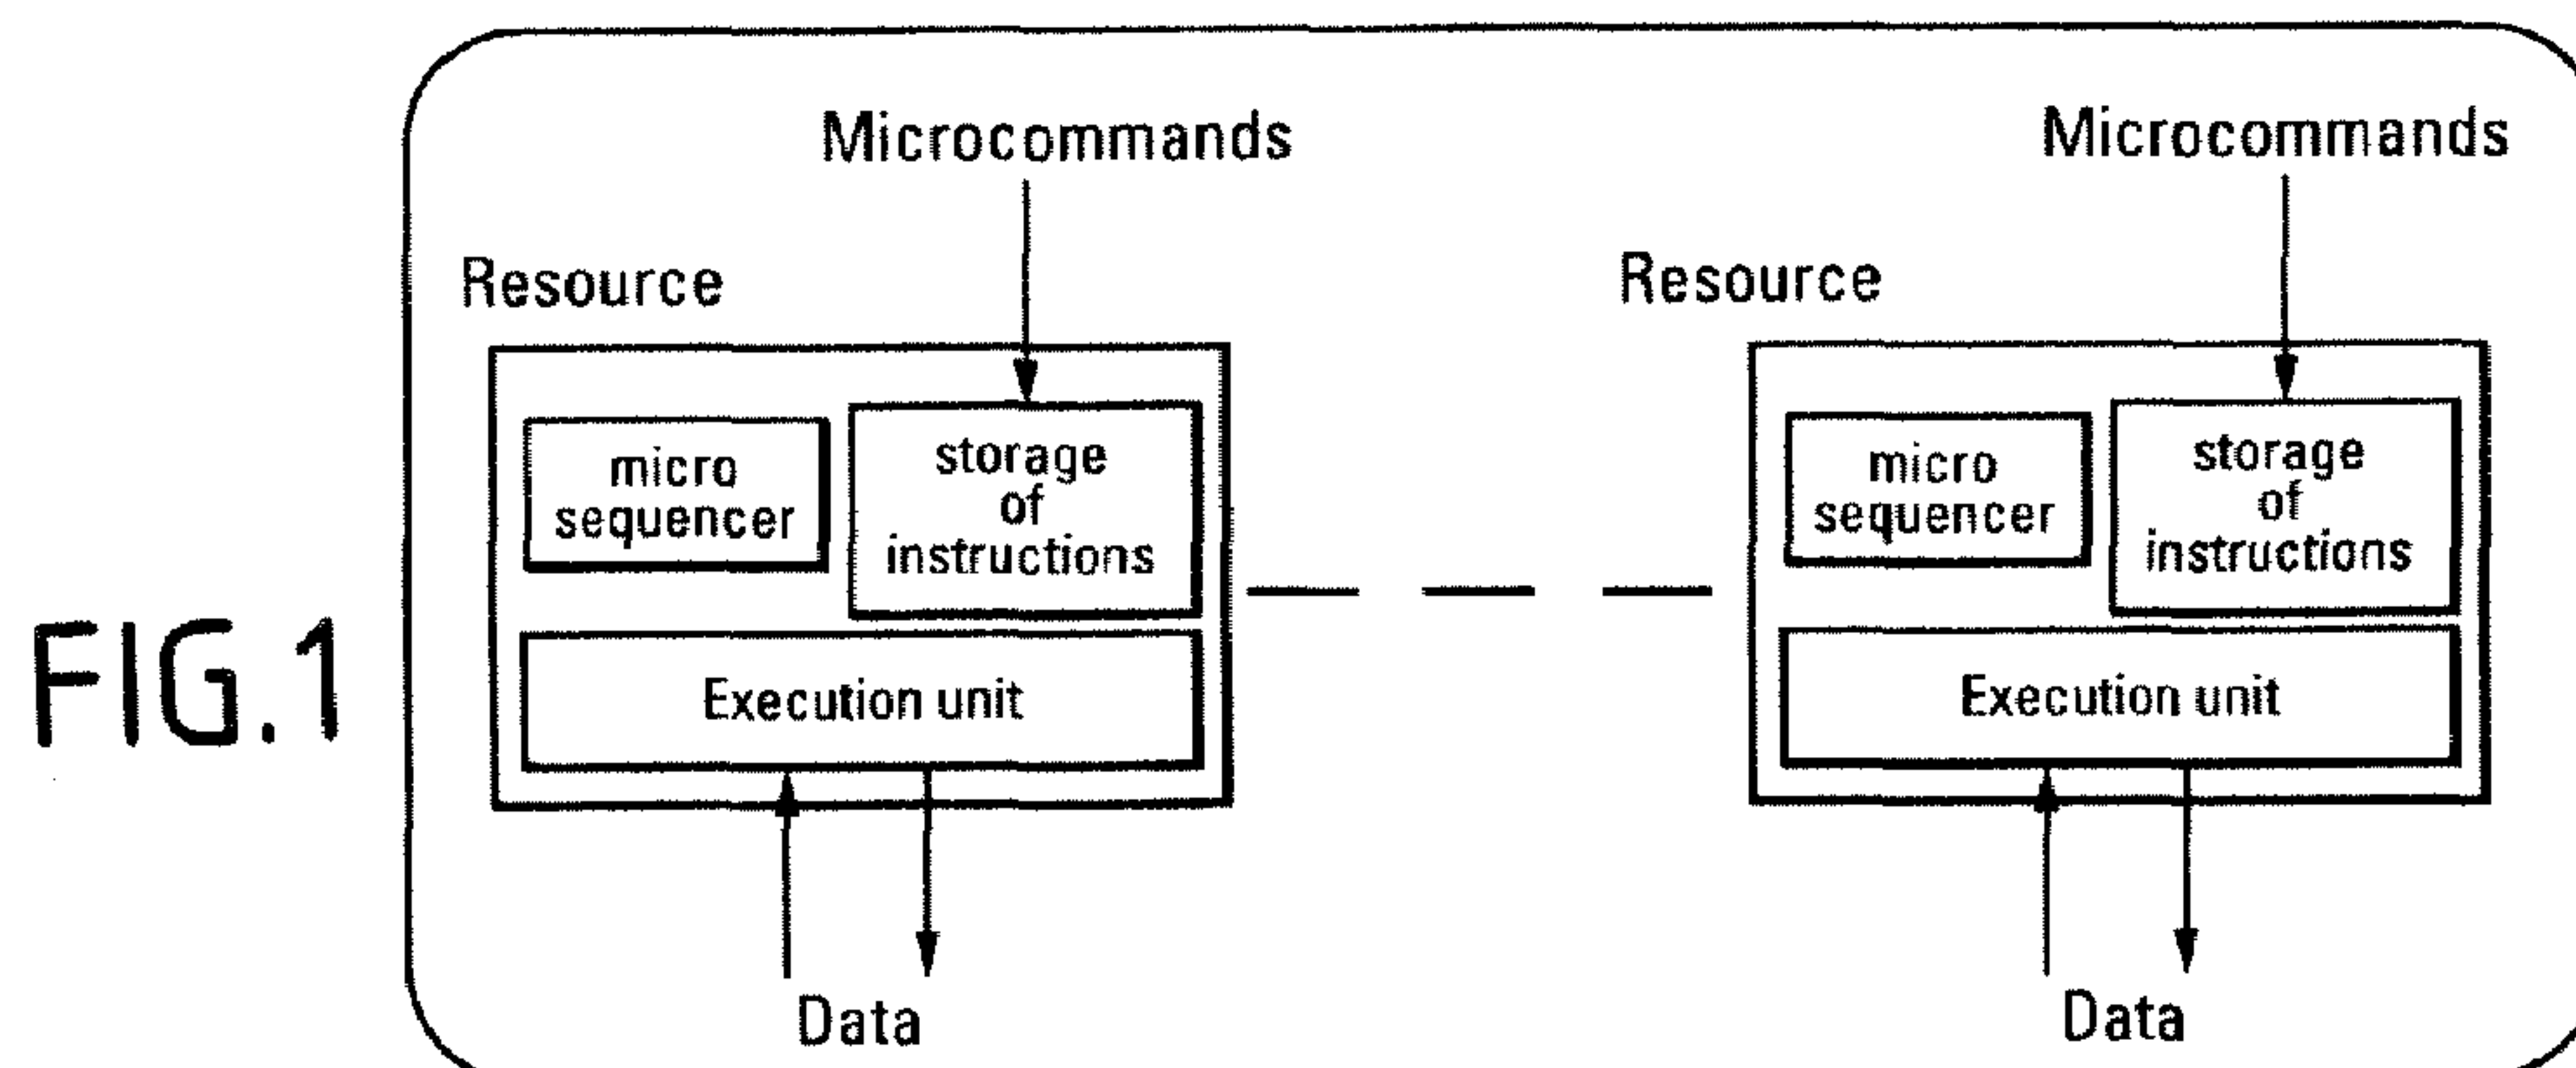 FIG.1
Microcommands
Resource
micro
sequencer
storage
of
instructions
Execution unit
Data
Microcommands
Resource
micro
sequencer
storage
of
instructions
Execution unit
Data